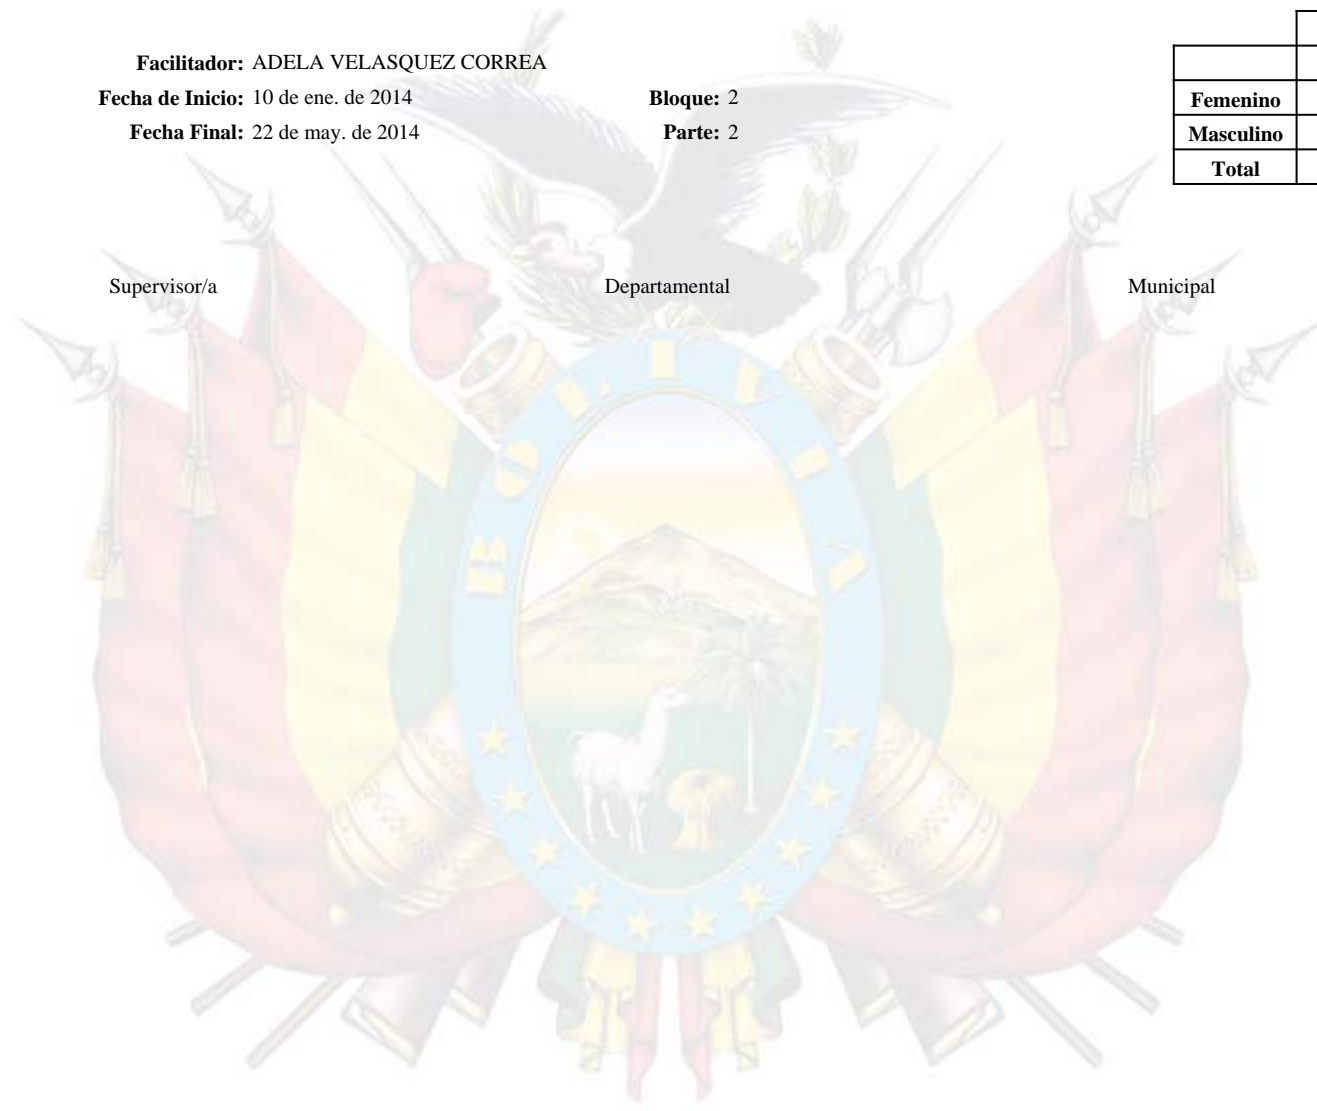 Facilitador: ADELA VELASQUEZ CORREA
Fecha de Inicio: 10 de ene. de 2014 Bloque: 2
Fecha Final: 22 de may. de 2014 Parte: 2
Femenino
Masculino
Total
Supervisor/a Departamental Municipal
BOLIVIA